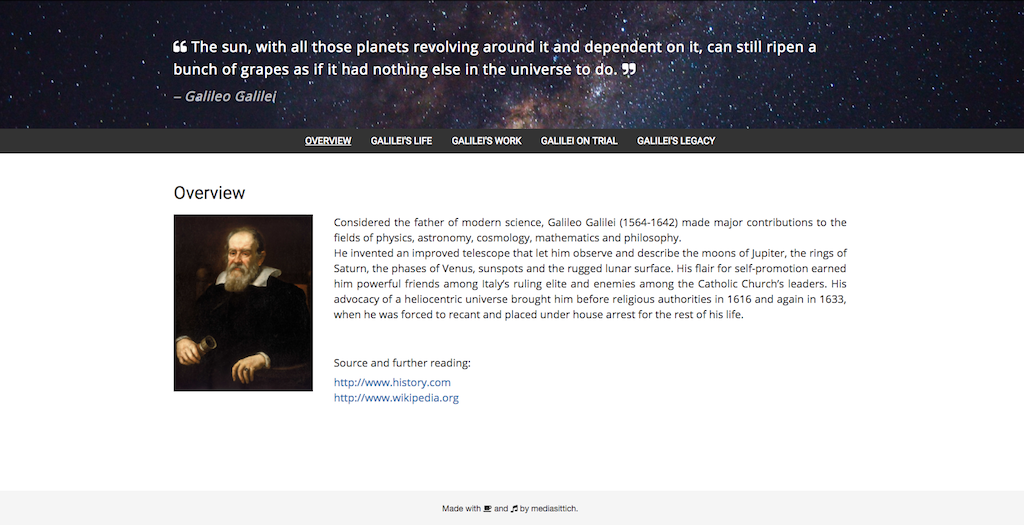 ❝ The sun, with all those planets revolving around it and dependent on it, can still ripen a
bunch of grapes as if it had nothing else in the universe to do. ❞
– Galileo Galilei
OVERVIEW GALILEI'S LIFE GALILEI'S WORK GALILEI ON TRIAL GALILEI'S LEGACY
Overview
Considered the father of modern science, Galileo Galilei (1564-1642) made major contributions to the
fields of physics, astronomy, cosmology, mathematics and philosophy.
He invented an improved telescope that let him observe and describe the moons of Jupiter, the rings of
Saturn, the phases of Venus, sunspots and the rugged lunar surface. His flair for self-promotion earned
him powerful friends among Italy’s ruling elite and enemies among the Catholic Church’s leaders. His
advocacy of a heliocentric universe brought him before religious authorities in 1616 and again in 1633,
when he was forced to recant and placed under house arrest for the rest of his life.
Source and further reading:
http://www.history.com
http://www.wikipedia.org
Made with and by mediasittich.